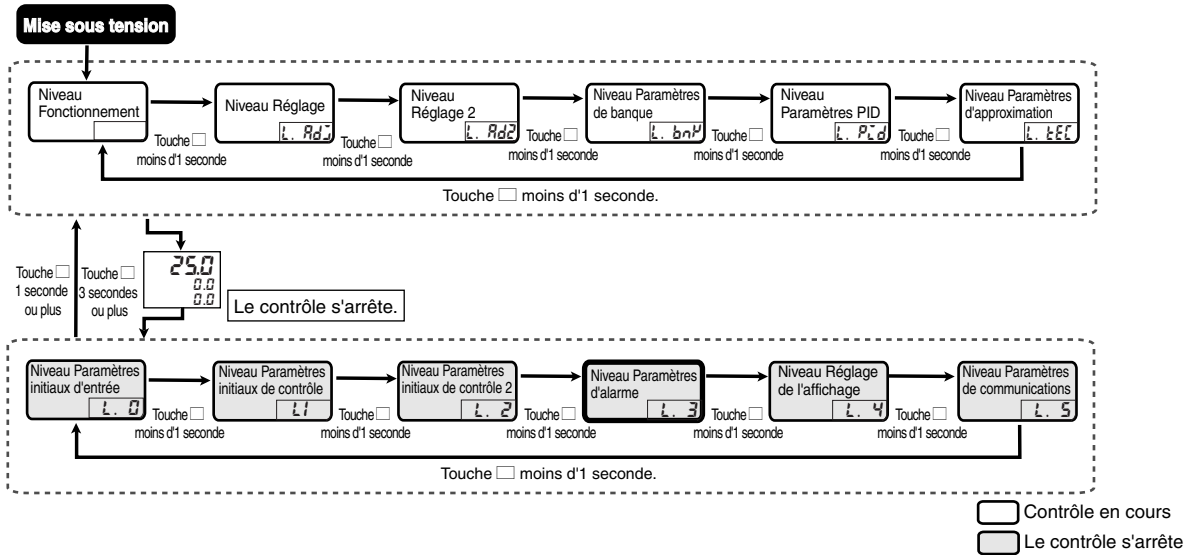 Mise sous tension
Niveau
Fonctionnement
Niveau Réglage
L. AdJ
Niveau
Réglage 2
L. Ad2
Niveau Paramètres
de banque
L. bnK
Niveau
Paramètres PID
L. PId
Niveau Paramètres
d'approximation
L. tEC
Touche □
moins d'1 seconde
Touche □
moins d'1 seconde
Touche □
moins d'1 seconde
Touche □
moins d'1 seconde
Touche □
moins d'1 seconde
Touche □ moins d'1 seconde.
Touche □
1 seconde
ou plus
Touche □
3 secondes
ou plus
25.0
0.0
0.0
Le contrôle s'arrête.
Niveau Paramètres
initiaux d'entrée
L. 0
Niveau Paramètres
initiaux de contrôle
L1
Niveau Paramètres
initiaux de contrôle 2
L. 2
Niveau Paramètres
d'alarme
L. 3
Niveau Réglage
de l'affichage
L. 4
Niveau Paramètres
de communications
L. 5
Touche □
moins d'1 seconde
Touche □
moins d'1 seconde
Touche □
moins d'1 seconde
Touche □
moins d'1 seconde
Touche □
moins d'1 seconde
Touche □ moins d'1 seconde.
Contrôle en cours
Le contrôle s'arrête